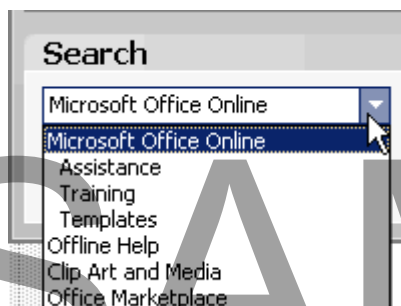 Search
Microsoft Office Online
Microsoft Office Online
Assistance
Training
Templates
Offline Help
Clip Art and Media
Office Marketplace